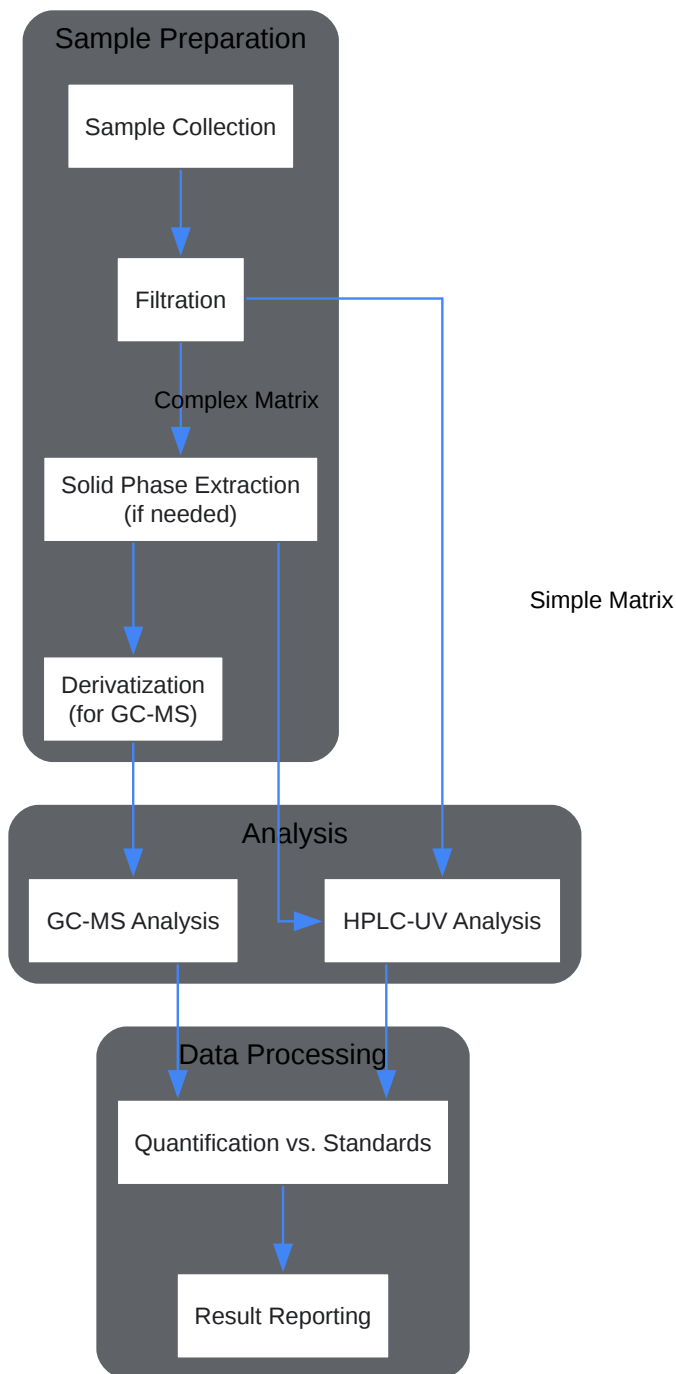 Sample Preparation
Sample Collection
Filtration
Complex Matrix
Solid Phase Extraction
(if needed)
Simple Matrix
Derivatization
(for GC-MS)
Analysis
GC-MS Analysis
HPLC-UV Analysis
Data Processing
Quantification vs. Standards
Result Reporting